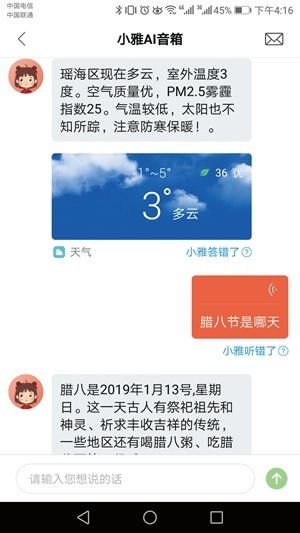 中国电信
中国联通
45%
下午4:16
小雅AI音箱
瑶海区现在多云，室外温度3
度。空气质量优，PM2.5雾霾
指数25。气温较低，太阳也不
知所踪，注意防寒保暖！。
-1°~5°
36 优
3° 多云
天气
小雅答错了?
腊八节是哪天
小雅听错了?
腊八是2019年1月13号,星期
日。这一天古人有祭祀祖先和
神灵、祈求丰收吉祥的传统，
一些地区还有喝腊八粥、吃腊
请输入您想说的话